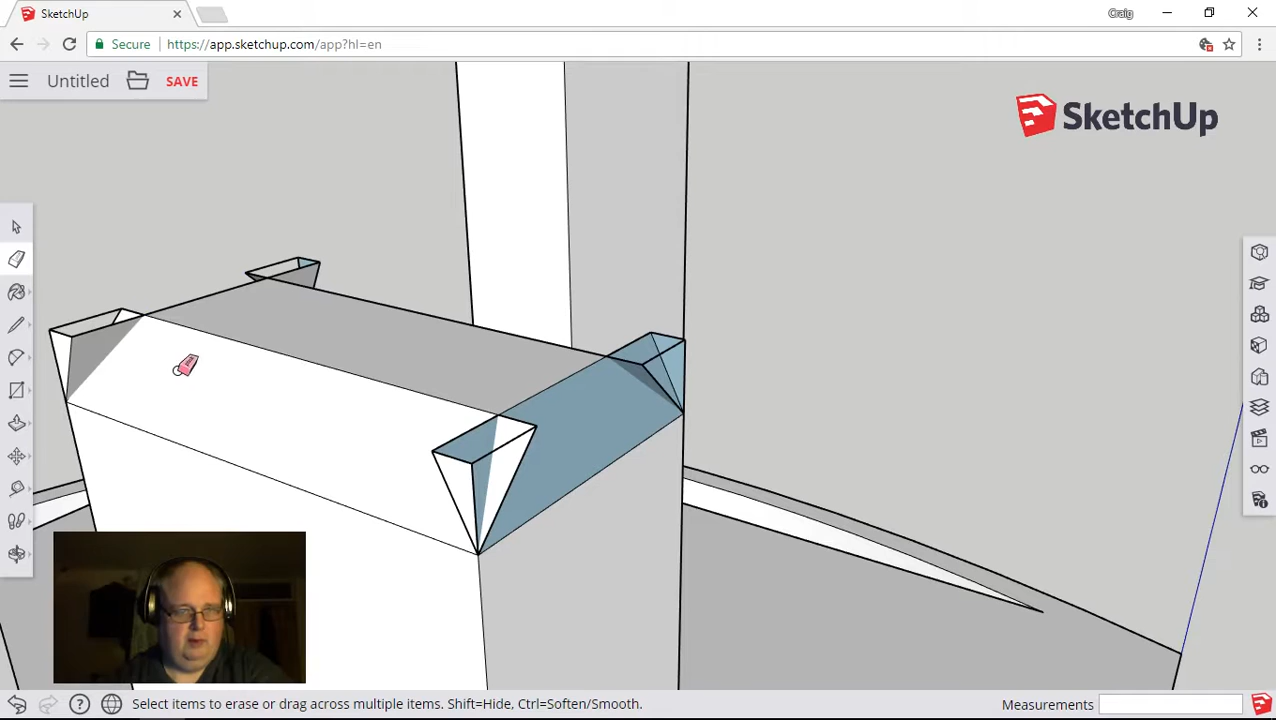 SketchUp
Craig
Secure
https://app.sketchup.com/app?hl=en
Untitled
SAVE
SketchUp
Select items to erase or drag across multiple items. Shift=Hide, Ctrl=Soften/Smooth.
Measurements